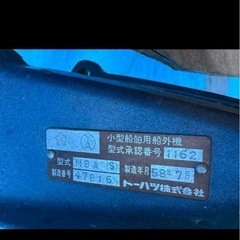 A
小型船舶用船外機
型式承認番号 1162
型式 M8A (S) 製造年月 58年7月
製造番号 47816
トーハツ株式会社